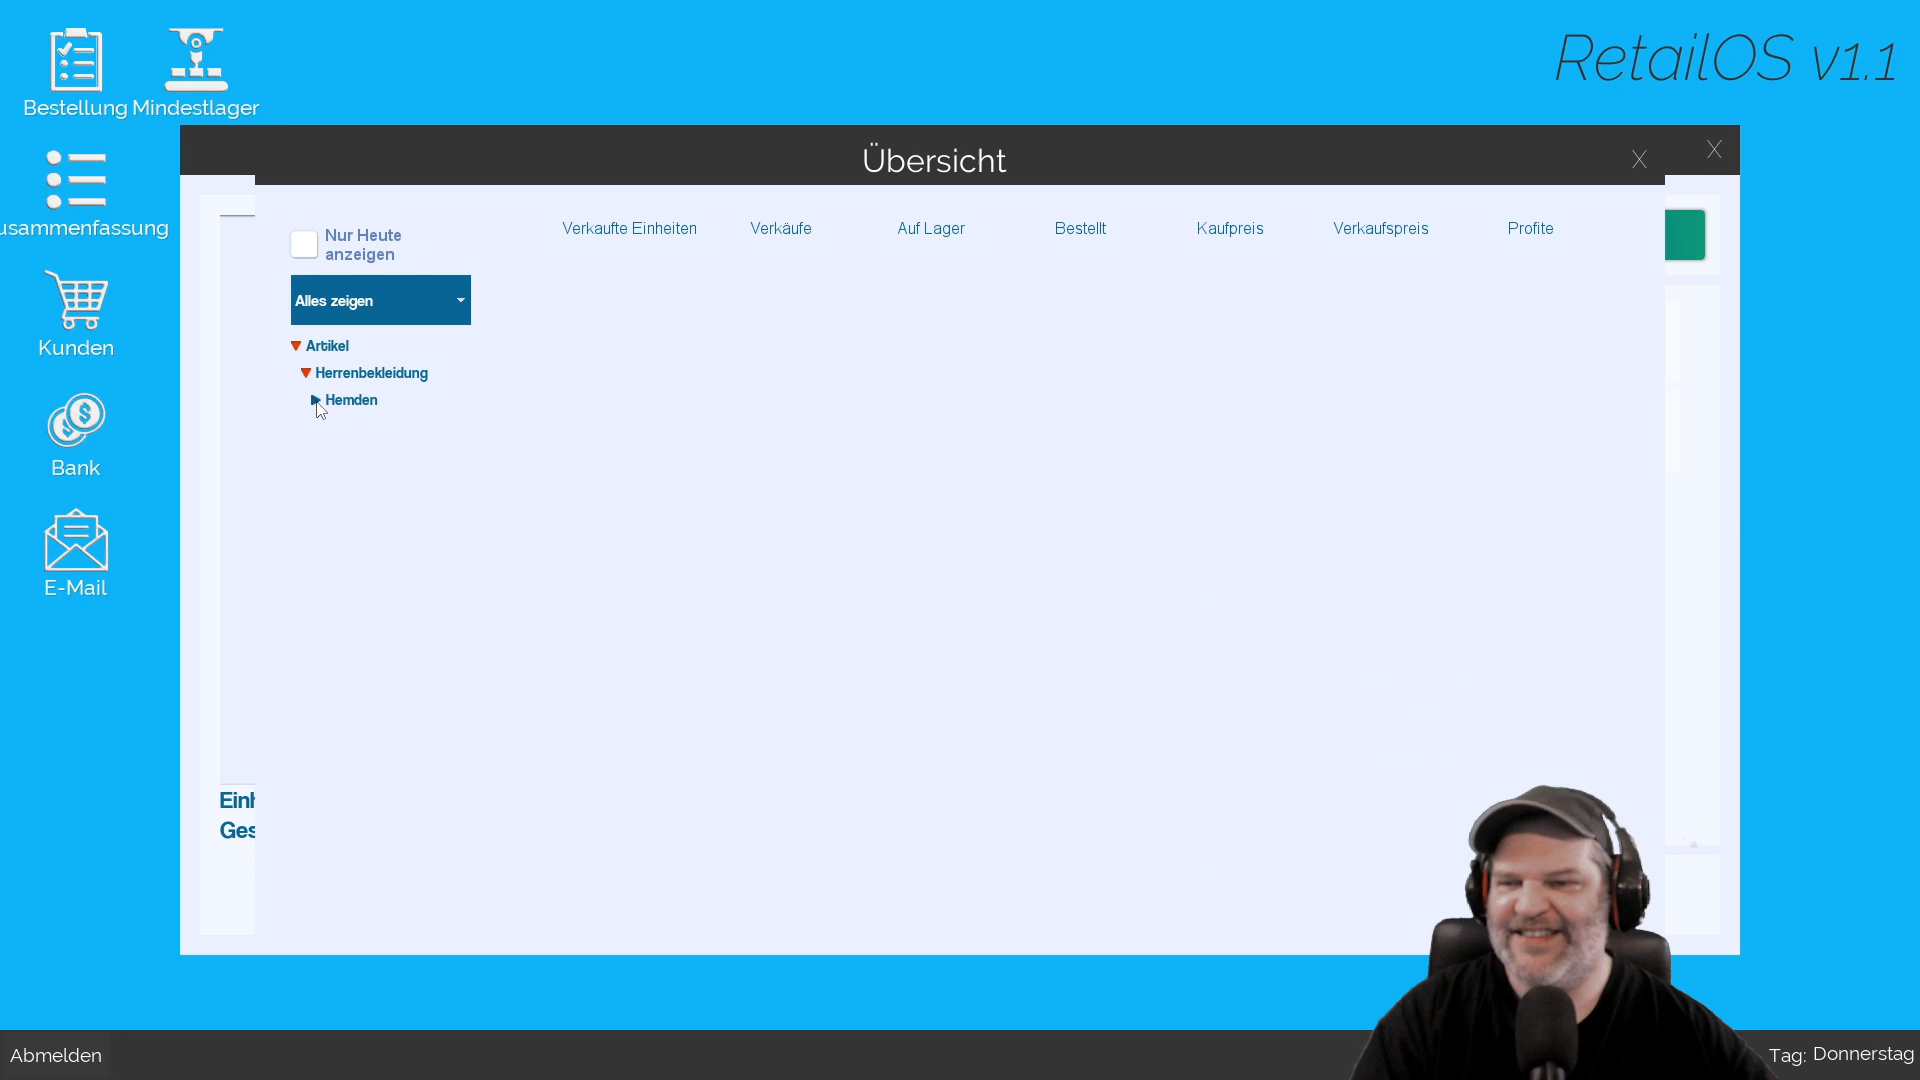 RetailOS v1.1
Bestellung
Mindestlager
usammenfassung
Kunden
Bank
E-Mail
Übersicht
X
X
Nur Heute
anzeigen
Verkaufte Einheiten
Verkäufe
Auf Lager
Bestellt
Kaufpreis
Verkaufspreis
Profite
Alles zeigen
Artikel
Herrenbekleidung
Hemden
Einh
Ges
Abmelden
Tag: Donnerstag